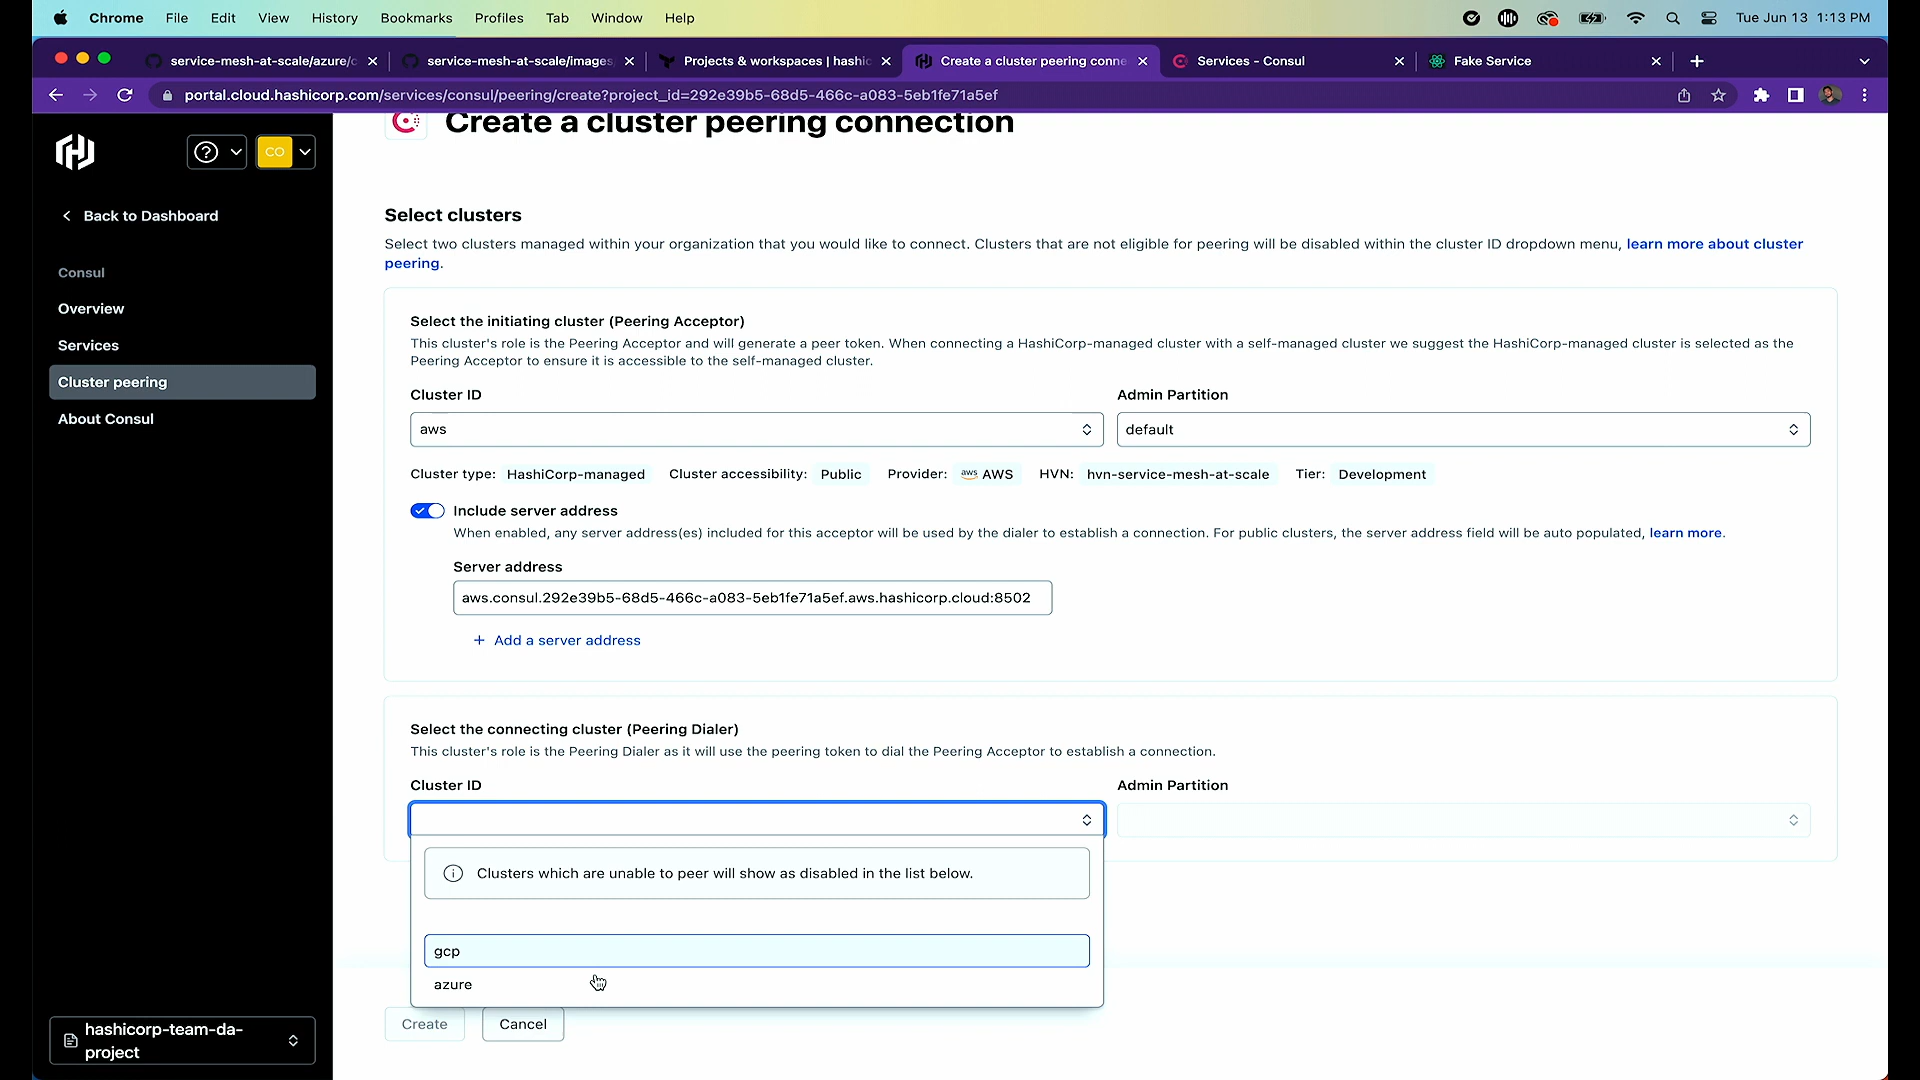 Chrome File Edit View History Bookmarks Profiles Tab Window Help Tue Jun 13 1:13 PM
service-mesh-at-scale/azure/c service-mesh-at-scale/images Projects & workspaces | hashic Create a cluster peering conne Services - Consul Fake Service
portal.cloud.hashicorp.com/services/consul/peering/create?project_id=292e39b5-68d5-466c-a083-5eb1fe71a5ef
CO
Back to Dashboard
Consul
Overview
Services
Cluster peering
About Consul
hashicorp-team-da-
project
Create a cluster peering connection
Select clusters
Select two clusters managed within your organization that you would like to connect. Clusters that are not eligible for peering will be disabled within the cluster ID dropdown menu, learn more about cluster
peering.
Select the initiating cluster (Peering Acceptor)
This cluster's role is the Peering Acceptor and will generate a peer token. When connecting a HashiCorp-managed cluster with a self-managed cluster we suggest the HashiCorp-managed cluster is selected as the
Peering Acceptor to ensure it is accessible to the self-managed cluster.
Cluster ID Admin Partition
aws default
Cluster type: HashiCorp-managed Cluster accessibility: Public Provider: aws AWS HVN: hvn-service-mesh-at-scale Tier: Development
Include server address
When enabled, any server address(es) included for this acceptor will be used by the dialer to establish a connection. For public clusters, the server address field will be auto populated, learn more.
Server address
aws.consul.292e39b5-68d5-466c-a083-5eb1fe71a5ef.aws.hashicorp.cloud:8502
+ Add a server address
Select the connecting cluster (Peering Dialer)
This cluster's role is the Peering Dialer as it will use the peering token to dial the Peering Acceptor to establish a connection.
Cluster ID Admin Partition
Clusters which are unable to peer will show as disabled in the list below.
gcp
azure
Create Cancel